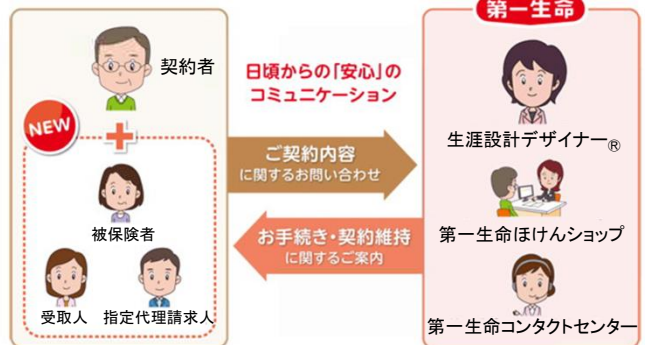 第一生命
契約者
日頃からの「安心」の
コミュニケーション
NEW
ご契約内容
に関するお問い合わせ
被保険者
受取人
指定代理請求人
お手続き・契約維持
に関するご案内
生涯設計デザイナー®
第一生命ほけんショップ
第一生命コンタクトセンター